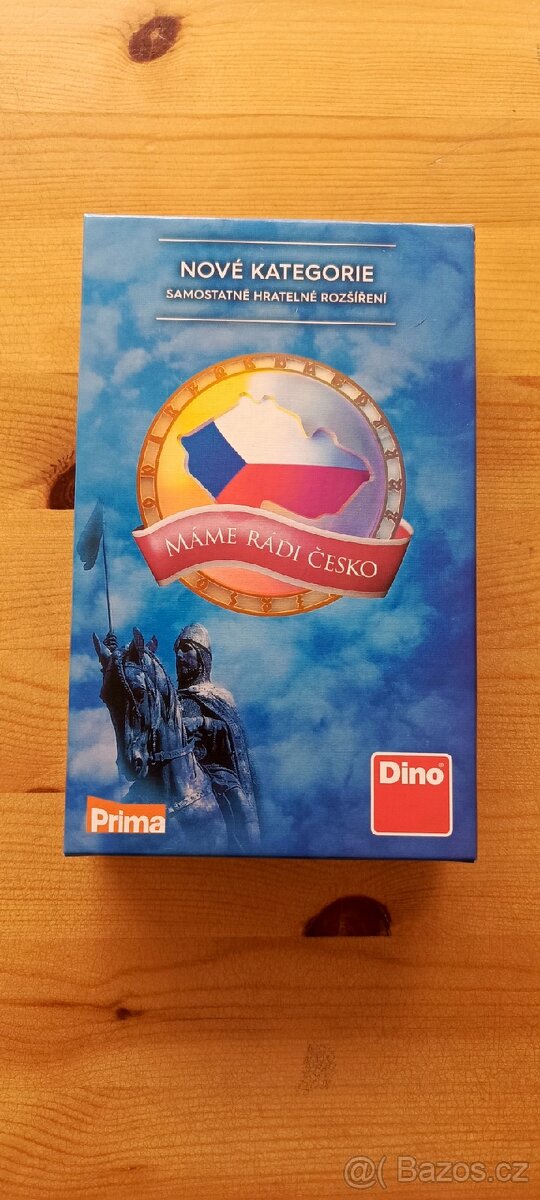 NOVÉ KATEGORIE
SAMOSTATNĚ HRATELNÉ ROZŠÍŘENÍ
MÁME RÁDI ČESKO
Dino®
Prima
@ Bazos.cz